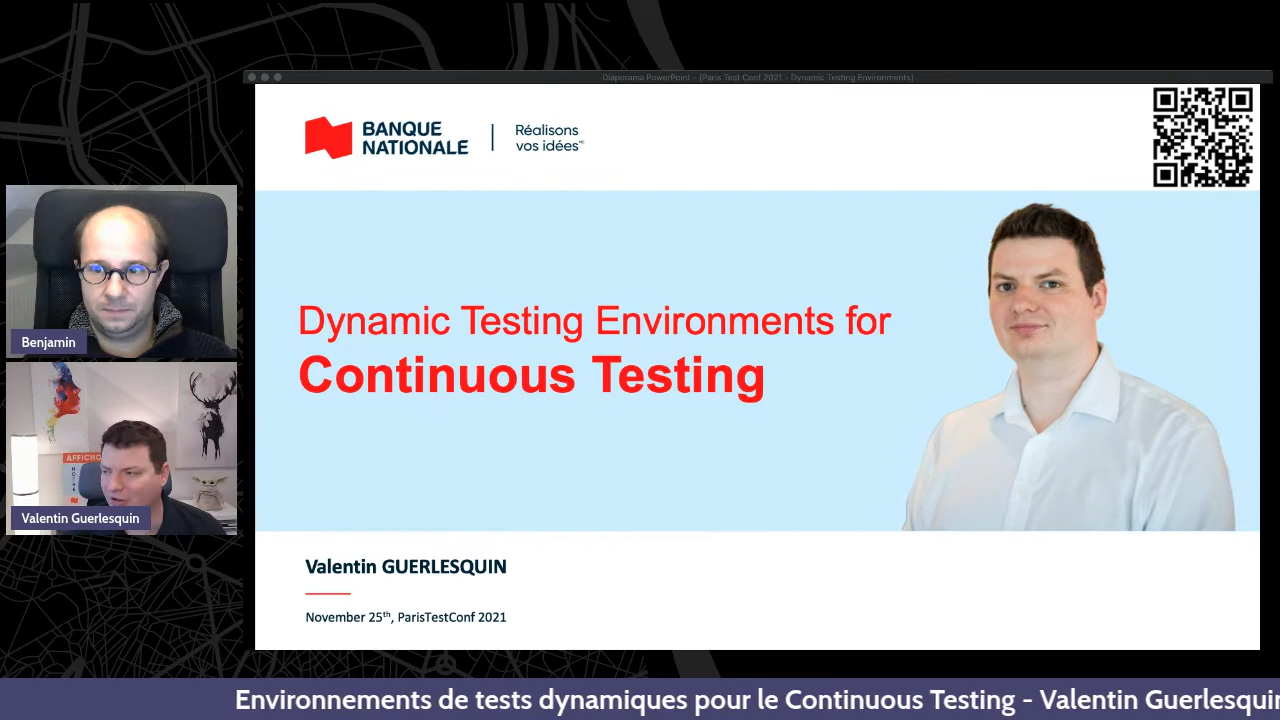 Diaporama PowerPoint - [Paris Test Conf 2021 - Dynamic Testing Environments]
BANQUE
NATIONALE
Réalisons
vos idées
Benjamin
AFFICHO
Valentin Guerlesquin
Dynamic Testing Environments for
Continuous Testing
Valentin GUERLESQUIN
November 25th, ParisTestConf 2021
Environnements de tests dynamiques pour le Continuous Testing - Valentin Guerlesquin